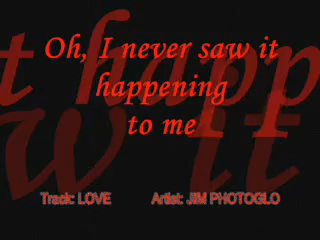 Oh, I never saw it
happening
to me
Track: LOVE Artist: JIM PHOTOGLO